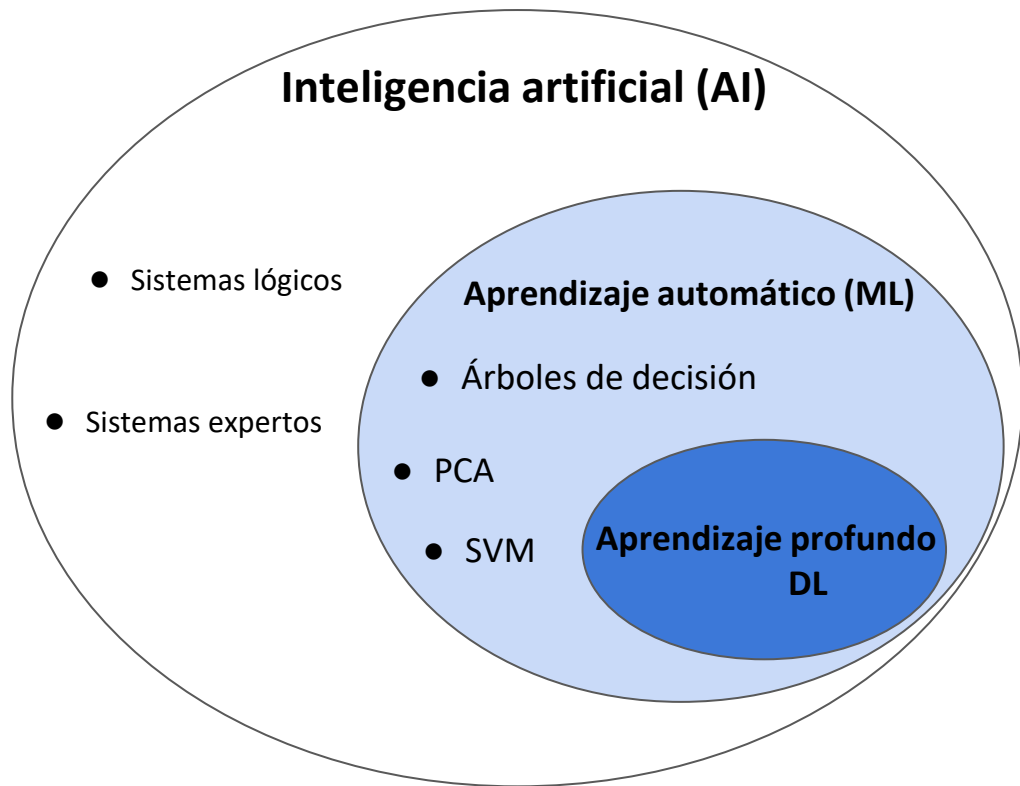 Inteligencia artificial (AI)
● Sistemas lógicos
Aprendizaje automático (ML)
● Árboles de decisión
● Sistemas expertos
● PCA
● SVM
Aprendizaje profundo
DL